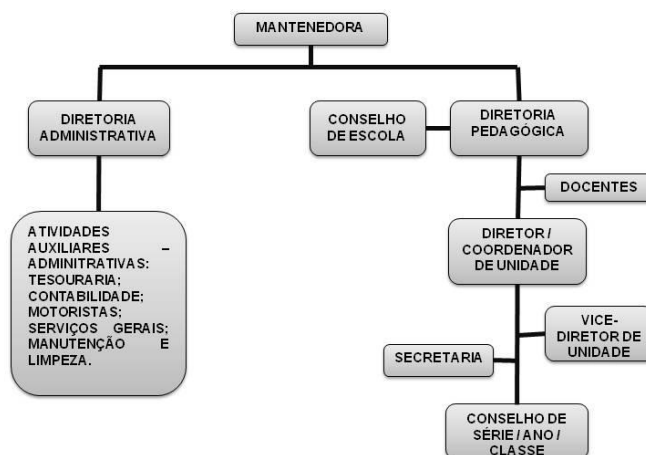 MANTENEDORA
DIRETORIA
ADMINISTRATIVA
CONSELHO
DE ESCOLA
DIRETORIA
PEDAGÓGICA
DOCENTES
ATIVIDADES
AUXILIARES –
ADMINITRATIVAS:
TESOURARIA;
CONTABILIDADE;
MOTORISTAS;
SERVIÇOS GERAIS;
MANUTENÇÃO E
LIMPEZA.
DIRETOR /
COORDENADOR
DE UNIDADE
VICE-
DIRETOR DE
UNIDADE
SECRETARIA
CONSELHO DE
SÉRIE / ANO /
CLASSE